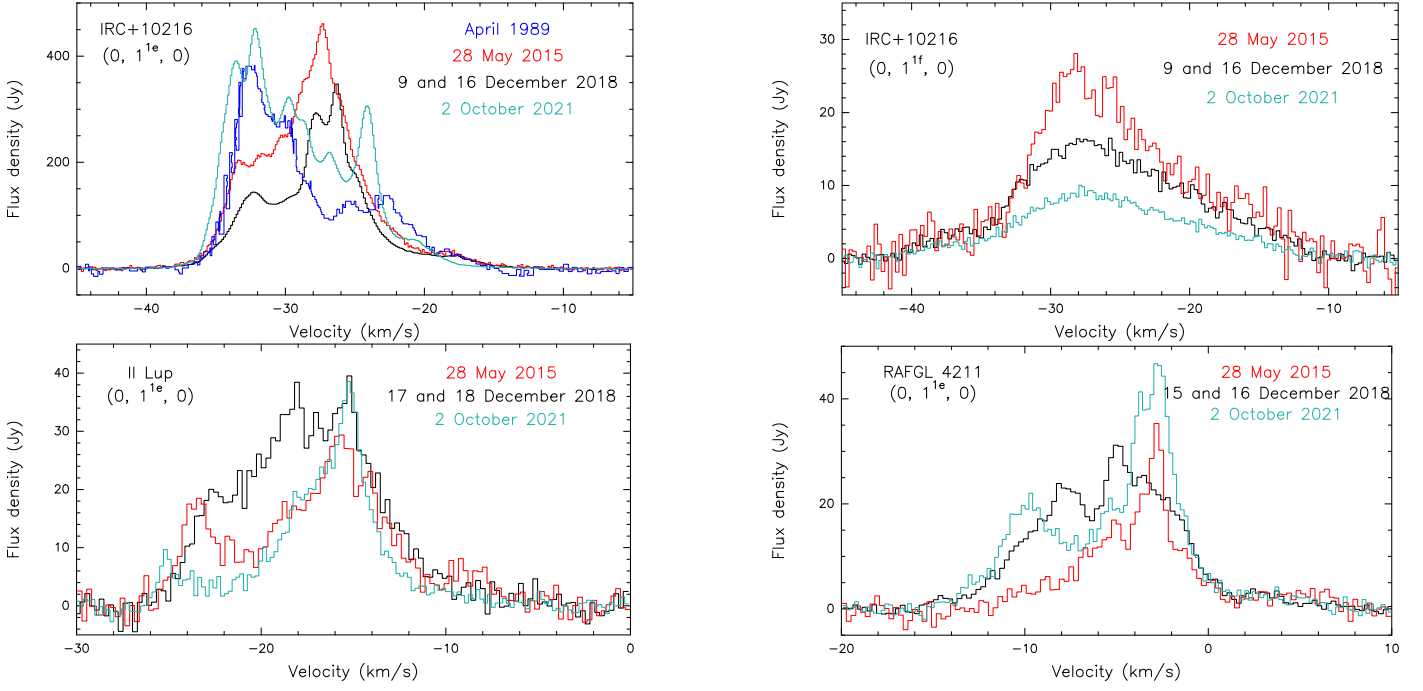 IRC+10216
(0, 1^1e, 0)
April 1989
28 May 2015
9 and 16 December 2018
2 October 2021
Flux density (Jy)
400
200
0
−40 −30 −20 −10
Velocity (km/s)
IRC+10216
(0, 1^1f, 0)
28 May 2015
9 and 16 December 2018
2 October 2021
Flux density (Jy)
30
20
10
0
−40 −30 −20 −10
Velocity (km/s)
II Lup
(0, 1^1e, 0)
28 May 2015
17 and 18 December 2018
2 October 2021
Flux density (Jy)
40
30
20
10
0
−30 −20 −10 0
Velocity (km/s)
RAFGL 4211
(0, 1^1e, 0)
28 May 2015
15 and 16 December 2018
2 October 2021
Flux density (Jy)
40
20
0
−20 −10 0 10
Velocity (km/s)